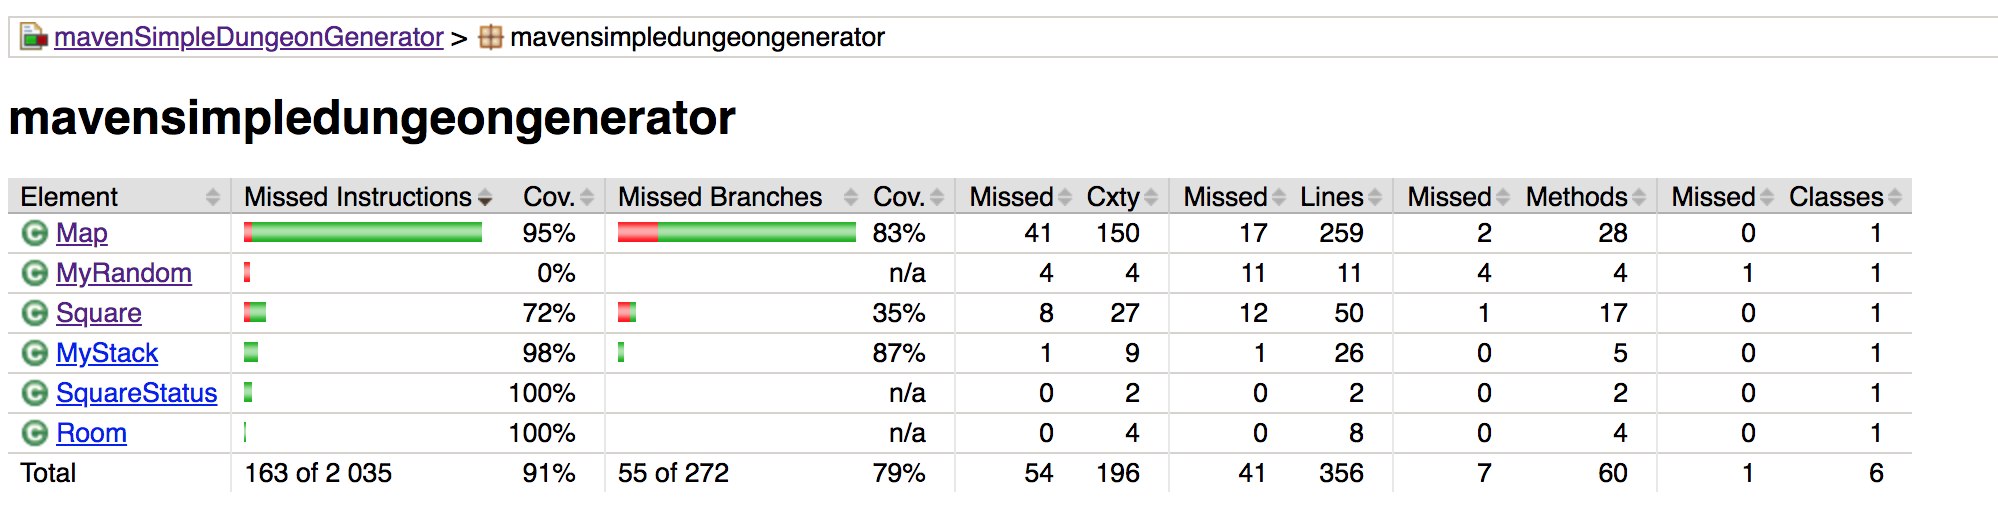 mavenSimpleDungeonGenerator > mavensimpledungeongenerator
mavensimpledungeongenerator
Element Missed Instructions Cov. Missed Branches Cov. Missed Cxty Missed Lines Missed Methods Missed Classes
Map 95% 83% 41 150 17 259 2 28 0 1
MyRandom 0% n/a 4 4 11 11 4 4 1 1
Square 72% 35% 8 27 12 50 1 17 0 1
MyStack 98% 87% 1 9 1 26 0 5 0 1
SquareStatus 100% n/a 0 2 0 2 0 2 0 1
Room 100% n/a 0 4 0 8 0 4 0 1
Total 163 of 2 035 91% 55 of 272 79% 54 196 41 356 7 60 1 6